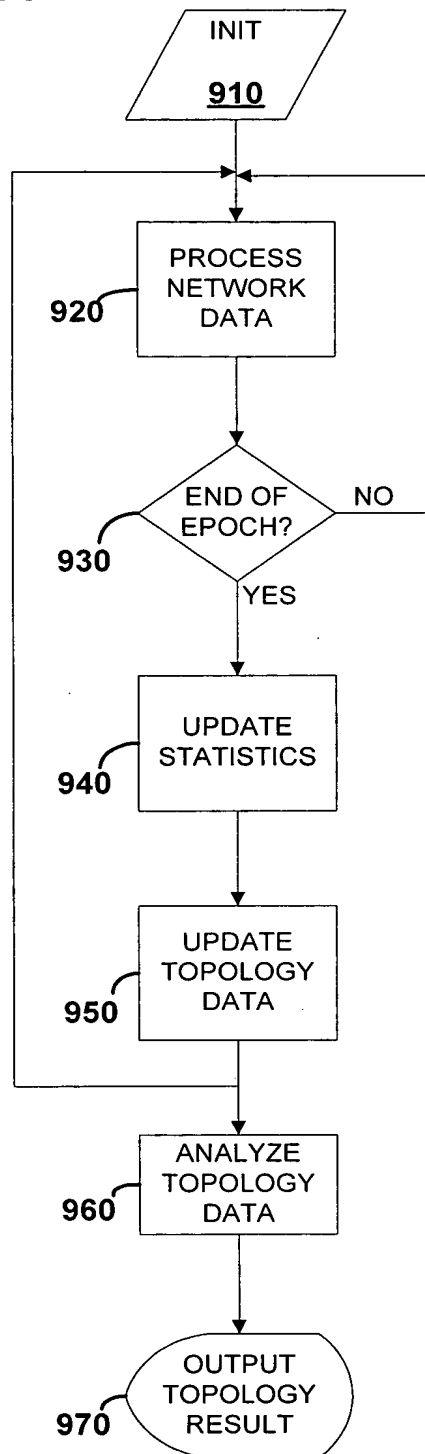 INIT
910
PROCESS
NETWORK
DATA
920
END OF
EPOCH?
NO
930
YES
UPDATE
STATISTICS
940
UPDATE
TOPOLOGY
DATA
950
ANALYZE
TOPOLOGY
DATA
960
OUTPUT
TOPOLOGY
RESULT
970